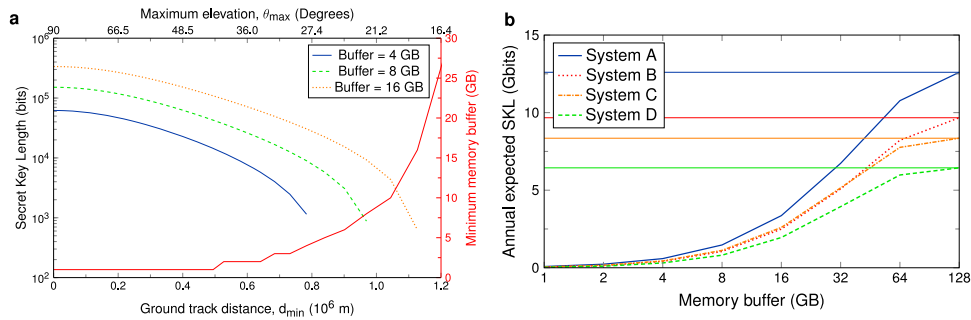 a
Maximum elevation, θmax (Degrees)
90 66.5 48.5 36.0 27.4 21.2 16.4
Secret Key Length (bits)
10^6
10^5
10^4
10^3
10^2
Buffer = 4 GB
Buffer = 8 GB
Buffer = 16 GB
30
25
20
15
10
5
0
Minimum memory buffer (GB)
0 0.2 0.4 0.6 0.8 1.0 1.2
Ground track distance, dmin (10^6 m)
b
Annual expected SKL (Gbits)
15
10
5
0
System A
System B
System C
System D
1 2 4 8 16 32 64 128
Memory buffer (GB)